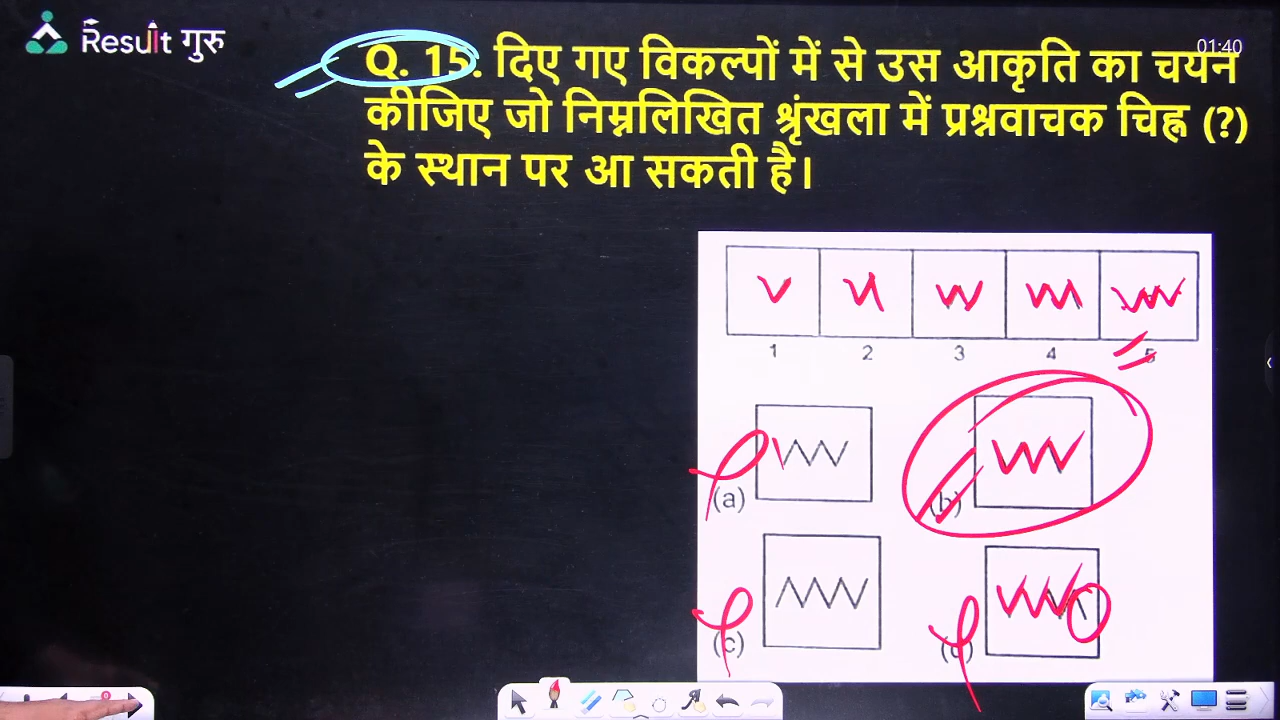 Result गुरु
01:40
Q. 15. दिए गए विकल्पों में से उस आकृति का चयन
कीजिए जो निम्नलिखित श्रृंखला में प्रश्नवाचक चिह्न (?)
के स्थान पर आ सकती है।
1 2 3 4 5
(a) (b)
(c) (d)